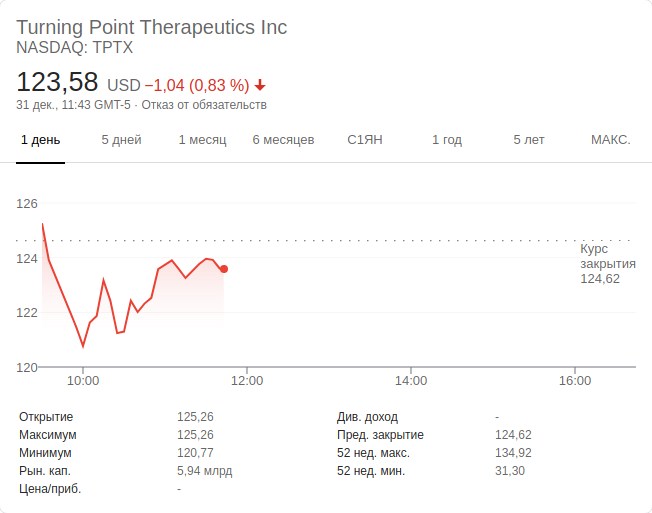 Turning Point Therapeutics Inc
NASDAQ: TPTX
123,58 USD −1,04 (0,83 %)
31 дек., 11:43 GMT-5 · Отказ от обязательств
1 день 5 дней 1 месяц 6 месяцев С1ЯН 1 год 5 лет МАКС.
126
124
122
120
Курс
закрытия
124,62
10:00 12:00 14:00 16:00
Открытие 125,26 Див. доход -
Максимум 125,26 Пред. закрытие 124,62
Минимум 120,77 52 нед. макс. 134,92
Рын. кап. 5,94 млрд 52 нед. мин. 31,30
Цена/приб. -